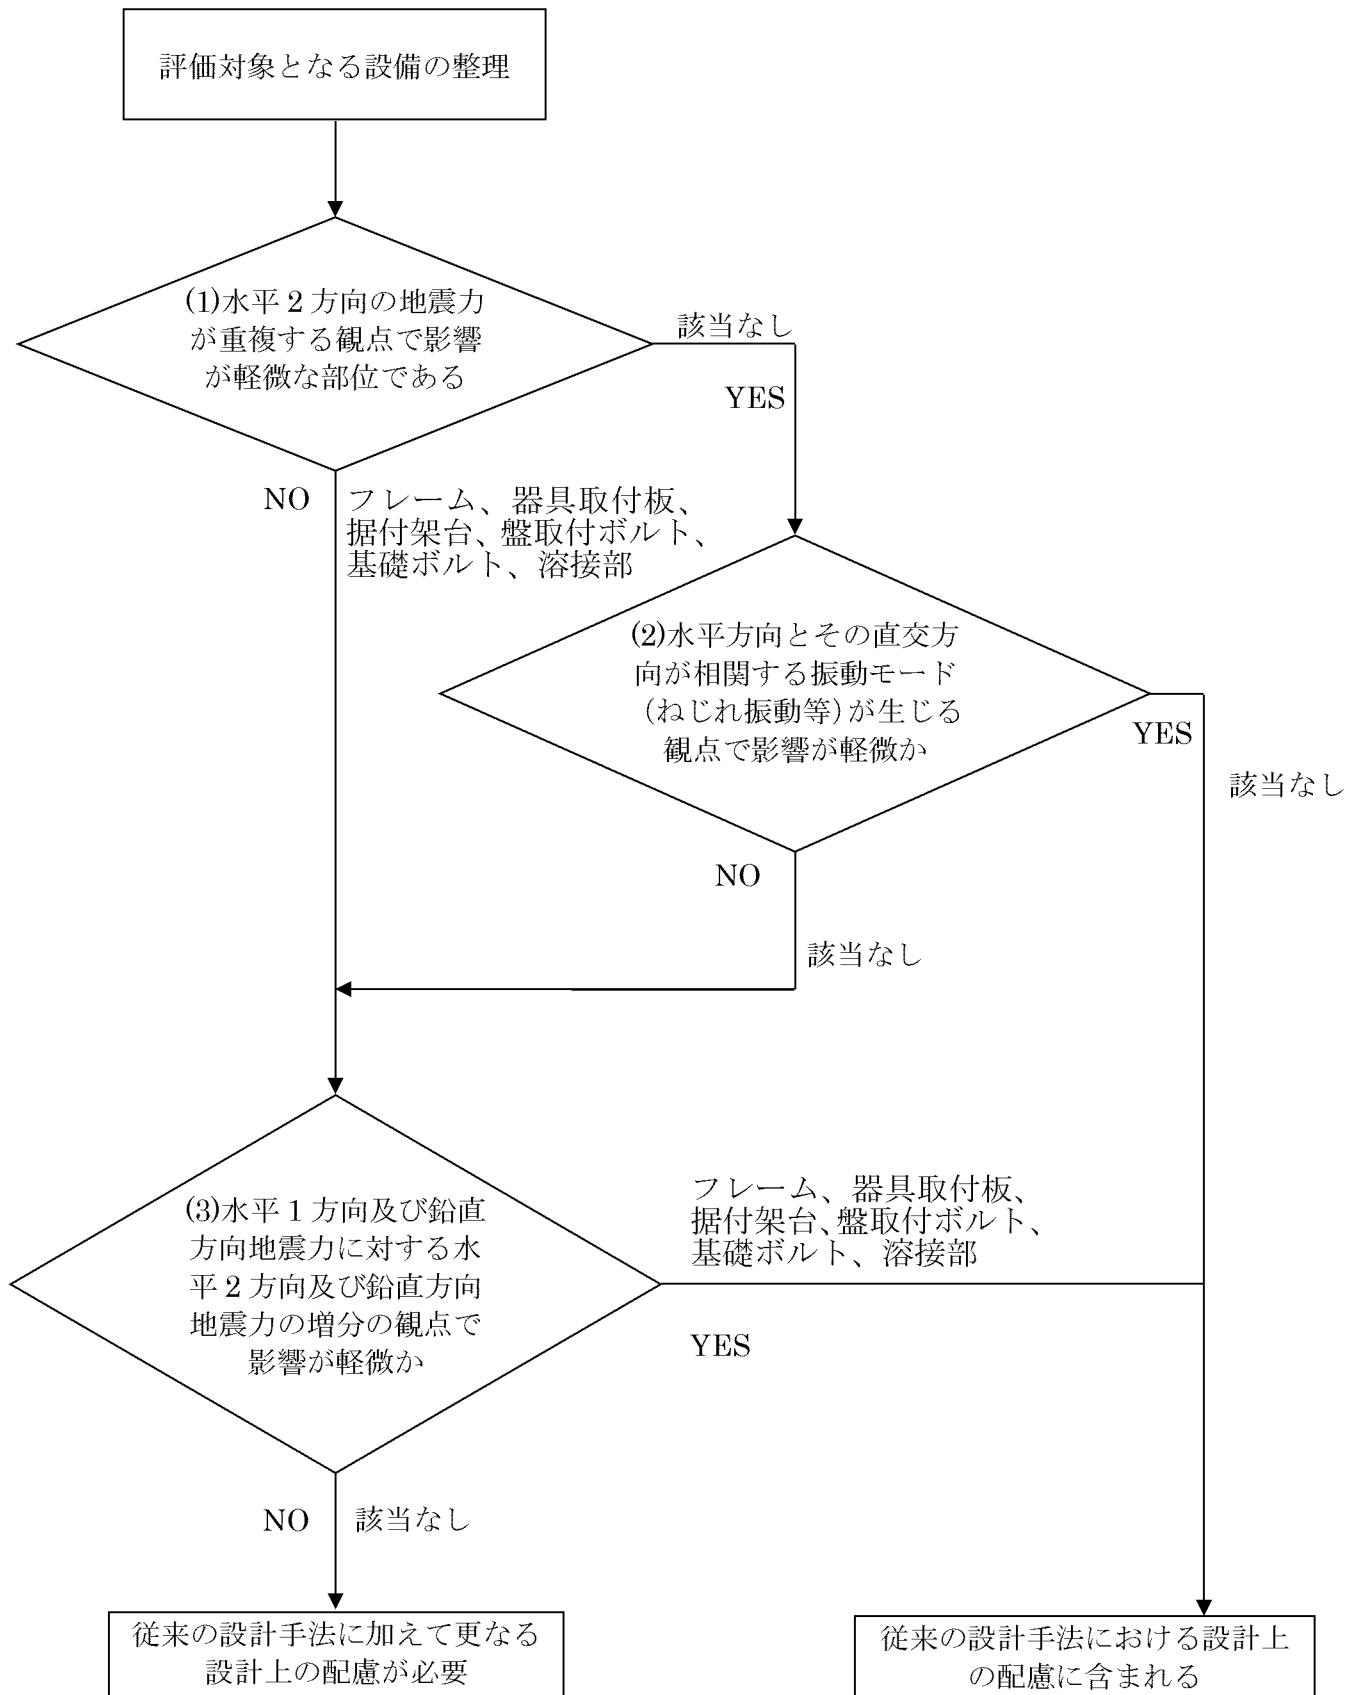 評価対象となる設備の整理
(1)水平２方向の地震力
が重複する観点で影響
が軽微な部位である
該当なし
YES
NO
フレーム、器具取付板、
据付架台、盤取付ボルト、
基礎ボルト、溶接部
(2)水平方向とその直交方
向が相関する振動モード
（ねじれ振動等）が生じる
観点で影響が軽微か
YES
該当なし
NO
該当なし
(3)水平１方向及び鉛直
方向地震力に対する水
平２方向及び鉛直方向
地震力の増分の観点で
影響が軽微か
フレーム、器具取付板、
据付架台、盤取付ボルト、
基礎ボルト、溶接部
YES
NO
該当なし
従来の設計手法に加えて更なる
設計上の配慮が必要
従来の設計手法における設計上
の配慮に含まれる